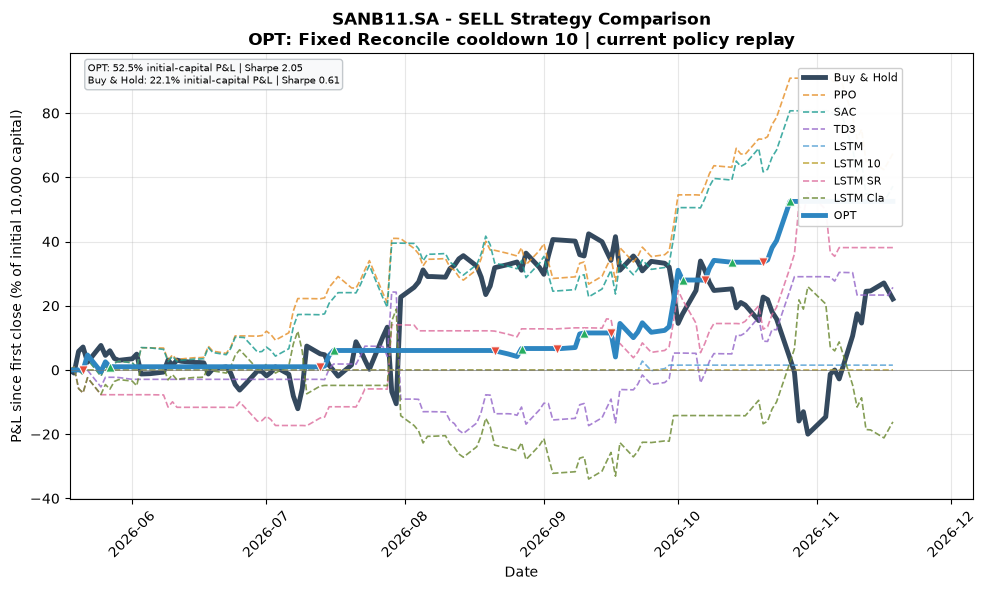 SANB11.SA - SELL Strategy Comparison
OPT: Fixed Reconcile cooldown 10 | current policy replay
OPT: 52.5% initial-capital P&L | Sharpe 2.05
Buy & Hold: 22.1% initial-capital P&L | Sharpe 0.61
Buy & Hold
PPO
SAC
TD3
LSTM
LSTM 10
LSTM SR
LSTM Cla
OPT
P&L since first close (% of initial 10,000 capital)
80
60
40
20
0
−20
−40
2026-06
2026-07
2026-08
2026-09
2026-10
2026-11
2026-12
Date